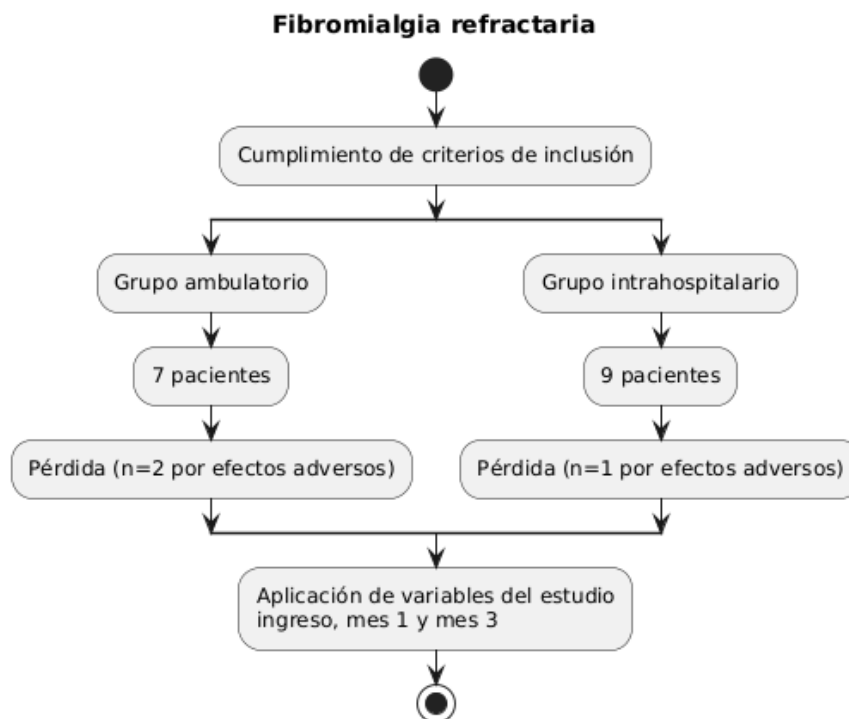 Fibromialgia refractaria
Cumplimiento de criterios de inclusión
Grupo ambulatorio
Grupo intrahospitalario
7 pacientes
9 pacientes
Pérdida (n=2 por efectos adversos)
Pérdida (n=1 por efectos adversos)
Aplicación de variables del estudio
ingreso, mes 1 y mes 3